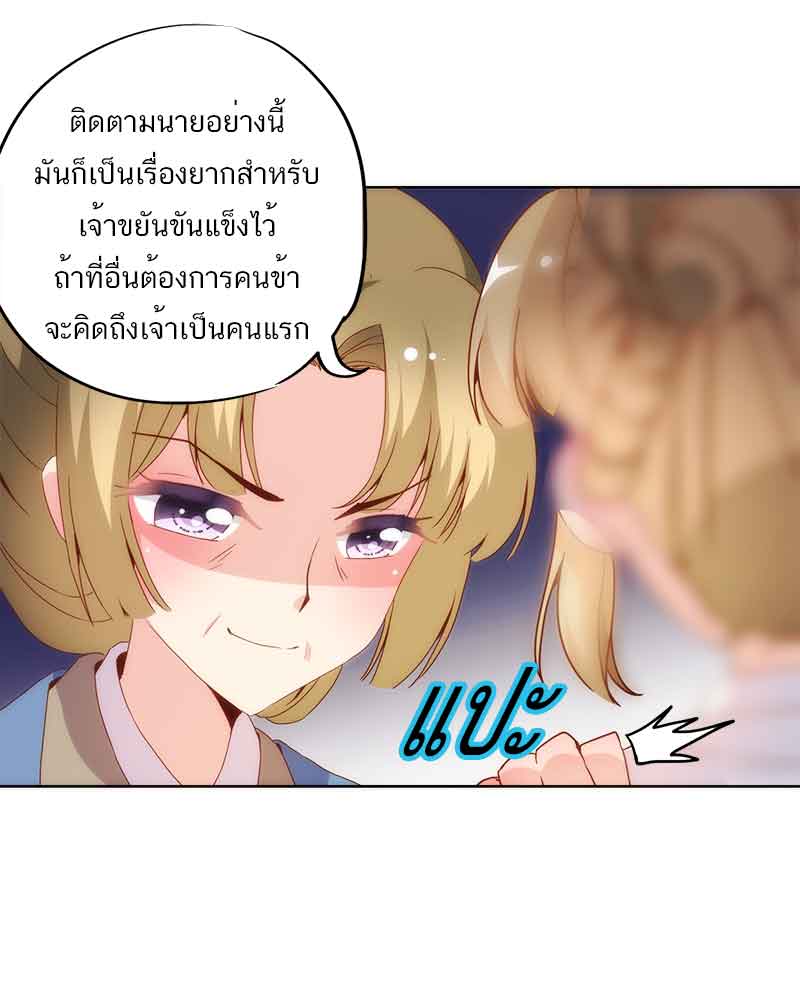 ติดตามนายอย่างนี้
มันก็เป็นเรื่องยากสำหรับ
เจ้าขยันขันแข็งไว้
ถ้าที่อื่นต้องการคนข้า
จะคิดถึงเจ้าเป็นคนแรก
แปะ